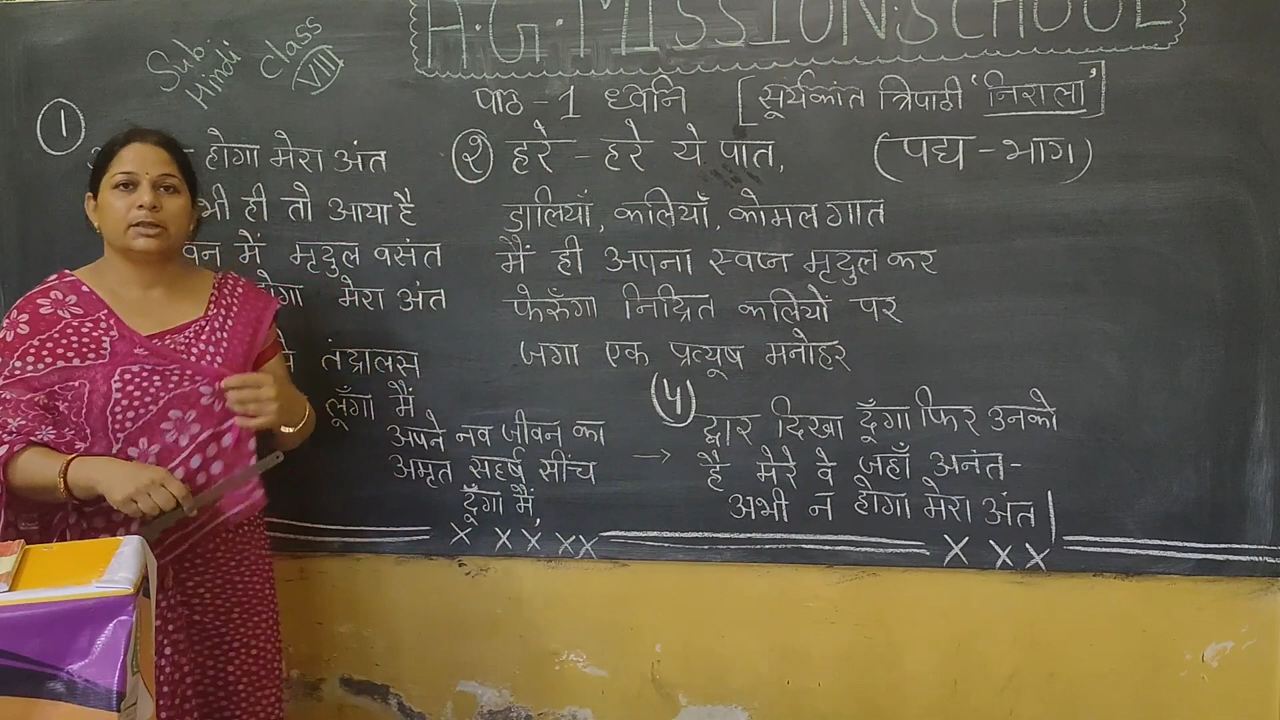 H.G. MISSION. SCHOOL
Sub: Hindi
Class VIII
पाठ - 1 ध्वनि [सूर्यकांत त्रिपाठी 'निराला']
(पद्य - भाग)
1
होगा मेरा अंत
भी ही तो आया है
वन में मृदुल वसंत
होगा मेरा अंत
२ हरे - हरे ये पात,
डालियाँ, कलियाँ, कोमल गात
मैं ही अपना स्वप्न मृदुल कर
फेरूँगा निद्रित कलियों पर
जगा एक प्रत्यूष मनोहर
तंद्रालस
लूँगा मैं
अपने नव जीवन का
अमृत सहर्ष सींच →
दूँगा मैं,
५
द्वार दिखा दूँगा फिर उनको
है मेरे वे जहाँ अनंत-
अभी न होगा मेरा अंत|
x x x x x
x x x